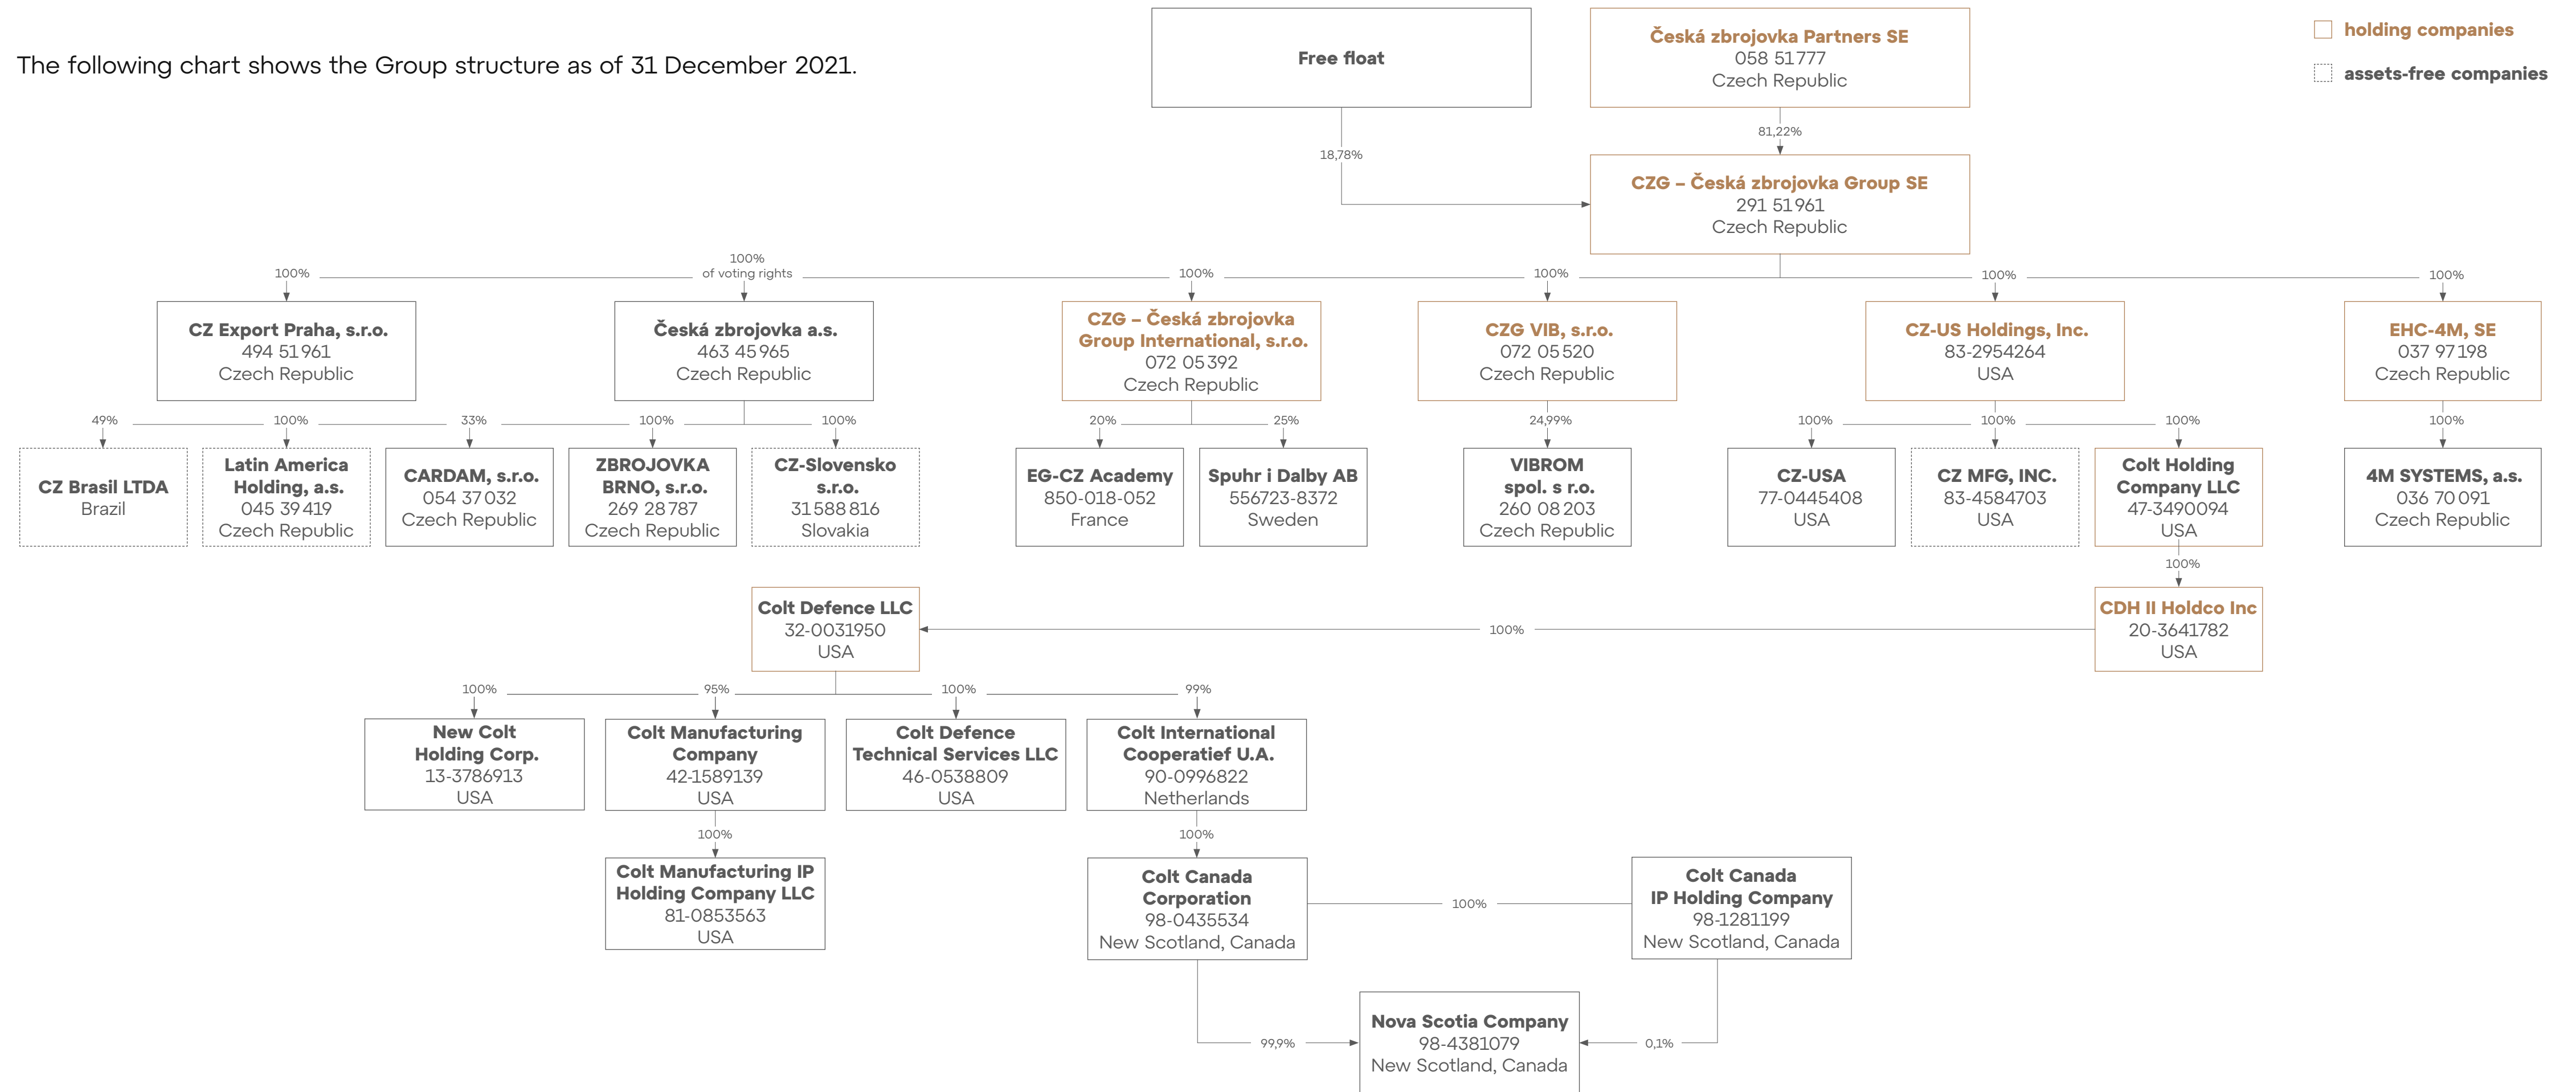 The following chart shows the Group structure as of 31 December 2021.
Free float
Česká zbrojovka Partners SE
058 51 777
Czech Republic
holding companies
assets-free companies
81,22%
18,78%
CZG – Česká zbrojovka Group SE
291 51 961
Czech Republic
100%
100%
of voting rights
100%
100%
100%
100%
CZ Export Praha, s.r.o.
494 51 961
Czech Republic
Česká zbrojovka a.s.
463 45 965
Czech Republic
CZG – Česká zbrojovka
Group International, s.r.o.
072 05 392
Czech Republic
CZG VIB, s.r.o.
072 05 520
Czech Republic
CZ-US Holdings, Inc.
83-2954264
USA
EHC-4M, SE
037 97 198
Czech Republic
49%
100%
33%
100%
100%
20%
25%
24,99%
100%
100%
100%
100%
CZ Brasil LTDA
Brazil
Latin America
Holding, a.s.
045 39 419
Czech Republic
CARDAM, s.r.o.
054 37 032
Czech Republic
ZBROJOVKA
BRNO, s.r.o.
269 28 787
Czech Republic
CZ-Slovensko
s.r.o.
31 588 816
Slovakia
EG-CZ Academy
850-018-052
France
Spuhr i Dalby AB
556723-8372
Sweden
VIBROM
spol. s r.o.
260 08 203
Czech Republic
CZ-USA
77-0445408
USA
CZ MFG, INC.
83-4584703
USA
Colt Holding
Company LLC
47-3490094
USA
4M SYSTEMS, a.s.
036 70 091
Czech Republic
100%
Colt Defence LLC
32-0031950
USA
100%
CDH II Holdco Inc
20-3641782
USA
100%
95%
100%
99%
New Colt
Holding Corp.
13-3786913
USA
Colt Manufacturing
Company
42-1589139
USA
Colt Defence
Technical Services LLC
46-0538809
USA
Colt International
Cooperatief U.A.
90-0996822
Netherlands
100%
100%
Colt Manufacturing IP
Holding Company LLC
81-0853563
USA
Colt Canada
Corporation
98-0435534
New Scotland, Canada
100%
Colt Canada
IP Holding Company
98-1281199
New Scotland, Canada
Nova Scotia Company
98-4381079
New Scotland, Canada
99,9%
0,1%